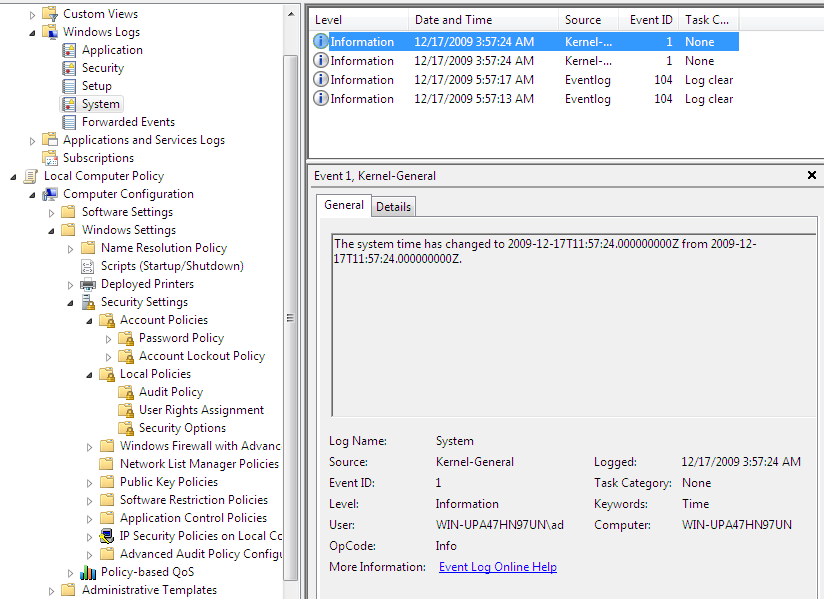 Custom Views
Windows Logs
Application
Security
Setup
System
Forwarded Events
Applications and Services Logs
Subscriptions
Local Computer Policy
Computer Configuration
Software Settings
Windows Settings
Name Resolution Policy
Scripts (Startup/Shutdown)
Deployed Printers
Security Settings
Account Policies
Password Policy
Account Lockout Policy
Local Policies
Audit Policy
User Rights Assignment
Security Options
Windows Firewall with Advanc
Network List Manager Policies
Public Key Policies
Software Restriction Policies
Application Control Policies
IP Security Policies on Local Co
Advanced Audit Policy Configu
Policy-based QoS
Administrative Templates
Level Date and Time Source Event ID Task C...
Information 12/17/2009 3:57:24 AM Kernel-... 1 None
Information 12/17/2009 3:57:24 AM Kernel-... 1 None
Information 12/17/2009 5:57:17 AM Eventlog 104 Log clear
Information 12/17/2009 5:57:13 AM Eventlog 104 Log clear
Event 1, Kernel-General
General Details
The system time has changed to 2009-12-17T11:57:24.000000000Z from 2009-12-
17T11:57:24.000000000Z.
Log Name: System
Source: Kernel-General Logged: 12/17/2009 3:57:24 AM
Event ID: 1 Task Category: None
Level: Information Keywords: Time
User: WIN-UPA47HN97UN\ad Computer: WIN-UPA47HN97UN
OpCode: Info
More Information: Event Log Online Help